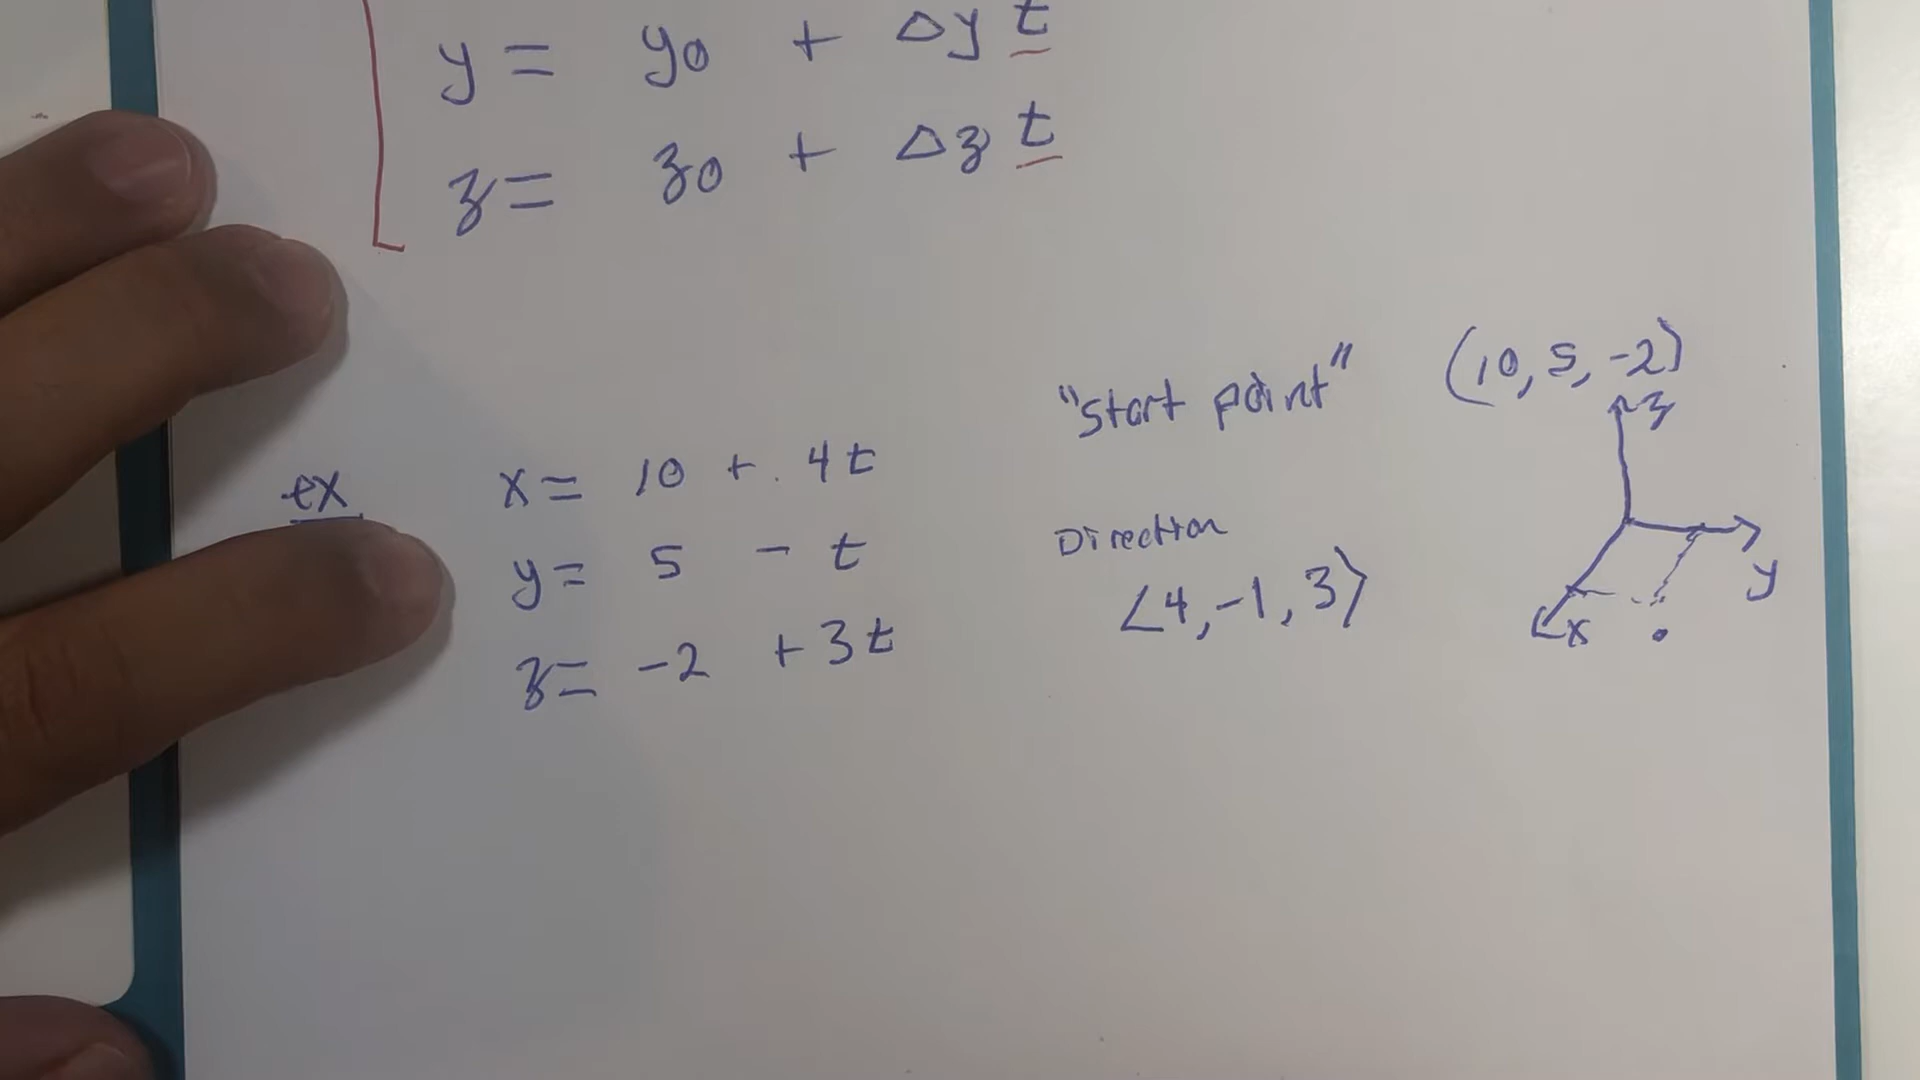 y = y0 + Δy t
z = z0 + Δz t
"start point" (10, 5, -2)
ex x = 10 + 4t
y = 5 - t
z = -2 + 3t
Direction
<4, -1, 3>
z
y
x